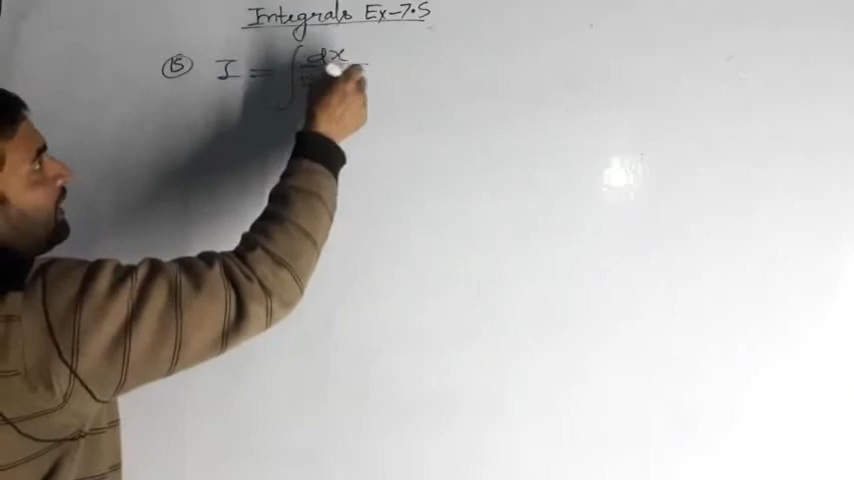 Integrals Ex-7.5
(15) I = ∫ dx